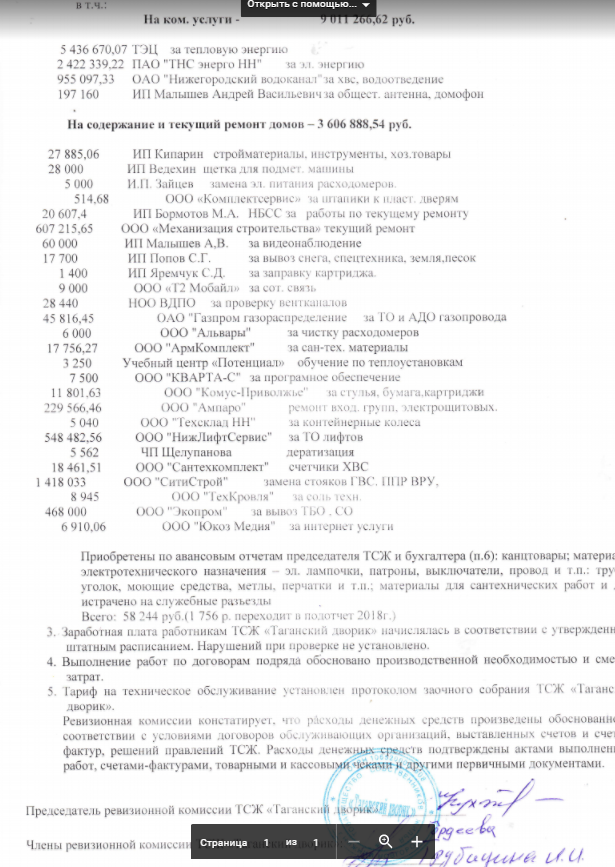 в т.ч.:
Открыть с помощью...
На ком. услуги - 9 011 266,62 руб.
5 436 670,07 ТЭЦ за тепловую энергию
2 422 339,22 ПАО "ТНС энерго НН" за эл. энергию
955 097,33 ОАО "Нижегородский водоканал" за хвс, водоотведение
197 160 ИП Малышев Андрей Васильевич за общест. антенна, домофон
На содержание и текущий ремонт домов – 3 606 888,54 руб.
27 885,06 ИП Кипарин стройматериалы, инструменты, хоз.товары
28 000 ИП Ведехин щетка для подмет. машины
5 000 И.П. Зайцев замена эл. питания расходомеров.
514,68 ООО «Комплектсервис» за штапики к пласт. дверям
20 607,4 ИП Бормотов М.А. НБСС за работы по текущему ремонту
607 215,65 ООО «Механизация строительства» текущий ремонт
60 000 ИП Малышев А,В. за видеонаблюдение
17 700 ИП Попов С.Г. за вывоз снега, спецтехника, земля,песок
1 400 ИП Яремчук С.Д. за заправку картриджа.
9 000 ООО «Т2 Мобайл» за сот. связь
28 440 НОО ВДПО за проверку вентканалов
45 816,45 ОАО "Газпром газораспределение за ТО и АДО газопровода
6 000 ООО "Альвары" за чистку расходомеров
17 756,27 ООО "АрмКомплект" за сан-тех. материалы
3 250 Учебный центр «Потенциал» обучение по теплоустановкам
7 500 ООО "КВАРТА-С" за програмное обеспечение
11 801,63 ООО "Комус-Приволжье" за стулья, бумага,картриджи
229 566,46 ООО "Ампаро" ремонт вход. групп, электрощитовых.
5 040 ООО "Техсклад НН" за контейнерные колеса
548 482,56 ООО "НижЛифтСервис" за ТО лифтов
5 562 ЧП Щелупанова дератизация
18 461,51 ООО "Сантехкомплект" счетчики ХВС
1 418 033 ООО "СитиСтрой" замена стояков ГВС. ППР ВРУ,
8 945 ООО "ТехКровля" за соль техн.
468 000 ООО "Экопром" за вывоз ТБО , СО
6 910,06 ООО "Юкоз Медия" за интернет услуги
Приобретены по авансовым отчетам председателя ТСЖ и бухгалтера (п.6): канцтовары; материа
электротехнического назначения – эл. лампочки, патроны, выключатели, провод и т.п.: тру
уголок, моющие средства, метлы, перчатки и т.п.; материалы для сантехнических работ и
истрачено на служебные разъезды
Всего: 58 244 руб.(1 756 р. переходит в подотчет 2018г.)
3. Заработная плата работникам ТСЖ «Таганский дворик» начислялась в соответствии с утвержденн
штатным расписанием. Нарушений при проверке не установлено.
4. Выполнение работ по договорам подряда обосновано производственной необходимостью и сме
затрат.
5. Тариф на техническое обслуживание установлен протоколом заочного собрания ТСЖ «Таганс
дворик».
Ревизионная комиссии констатирует, что расходы денежных средств произведены обоснованно
соответствии с условиями договоров обслуживающих организаций, выставленных счетов и счет
фактур, решений правлений ТСЖ. Расходы денежных средств подтверждены актами выполнен
работ, счетами-фактурами, товарными и кассовыми чеками и другими первичными документами.
Председатель ревизионной комиссии ТСЖ «Таганский дворик»
Члены ревизионной комиссии
Страница 1 из 1